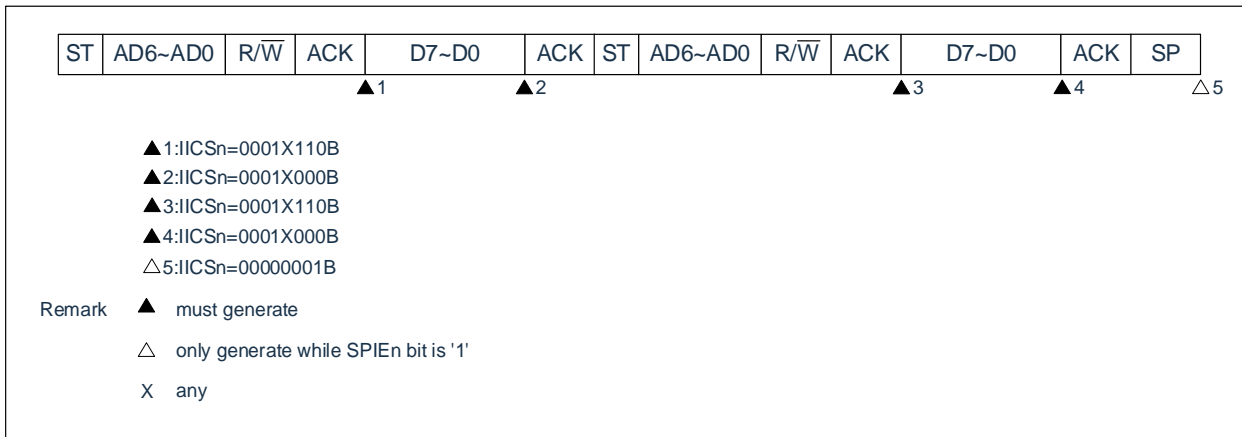 ST AD6~AD0 R/W̅ ACK D7~D0 ACK ST AD6~AD0 R/W̅ ACK D7~D0 ACK SP
▲1 ▲2 ▲3 ▲4 △5
▲1:IICSn=0001X110B
▲2:IICSn=0001X000B
▲3:IICSn=0001X110B
▲4:IICSn=0001X000B
△5:IICSn=00000001B
Remark ▲ must generate
△ only generate while SPIEn bit is '1'
X any